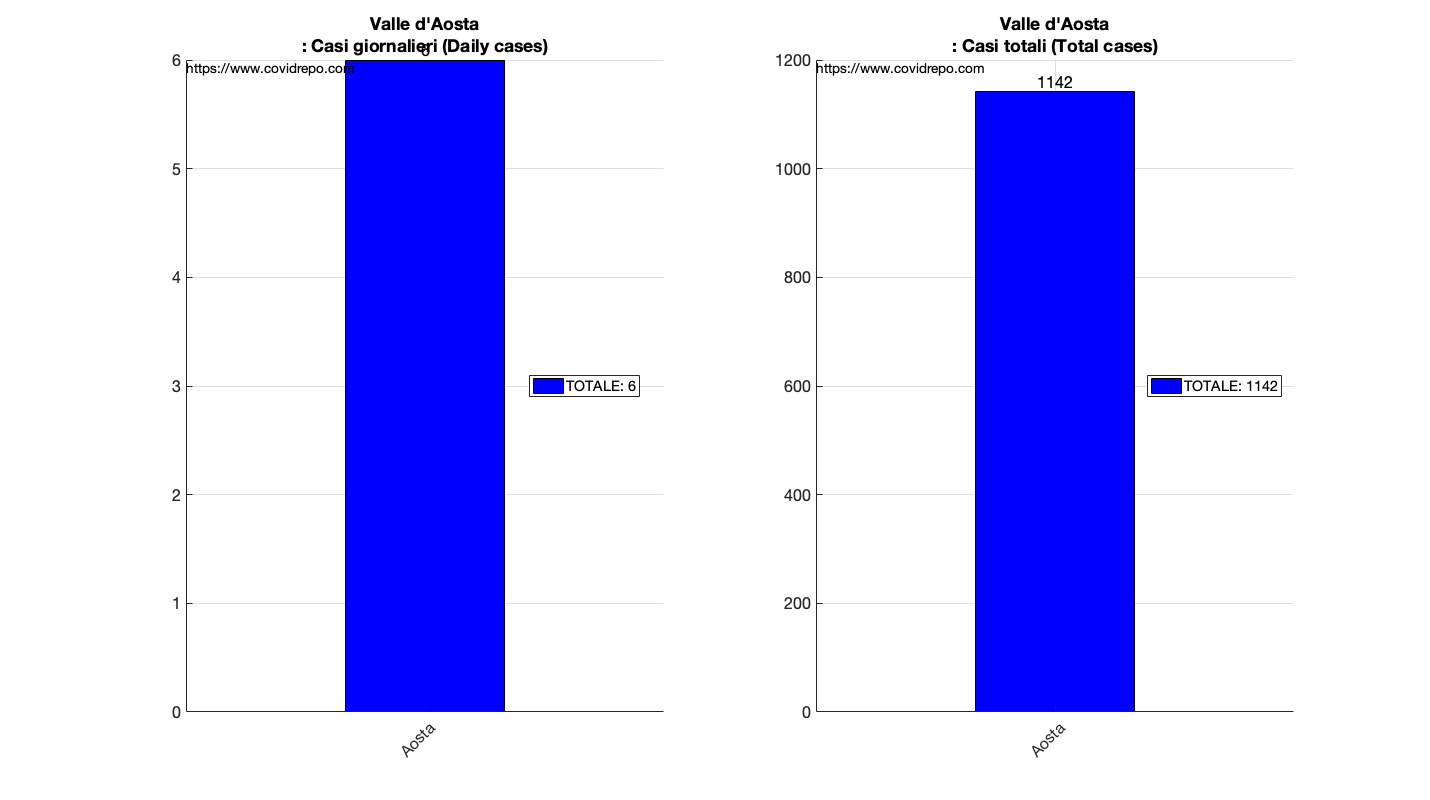 Valle d'Aosta
: Casi giornalieri (Daily cases)
6
https://www.covidrepo.com
6
5
4
3
2
1
0
TOTALE: 6
Aosta
Valle d'Aosta
: Casi totali (Total cases)
1200
https://www.covidrepo.com
1142
1000
800
600
400
200
0
TOTALE: 1142
Aosta